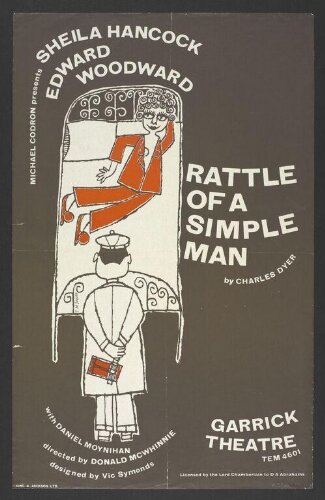 MICHAEL CODRON presents
SHEILA HANCOCK
EDWARD
WOODWARD
RATTLE
OF A
SIMPLE
MAN
by CHARLES DYER
with DANIEL MOYNIHAN
directed by DONALD MCWHINNIE
designed by Vic Symonds
GARRICK
THEATRE
TEM 4601
Licensed by the Lord Chamberlain to D A Abrahams